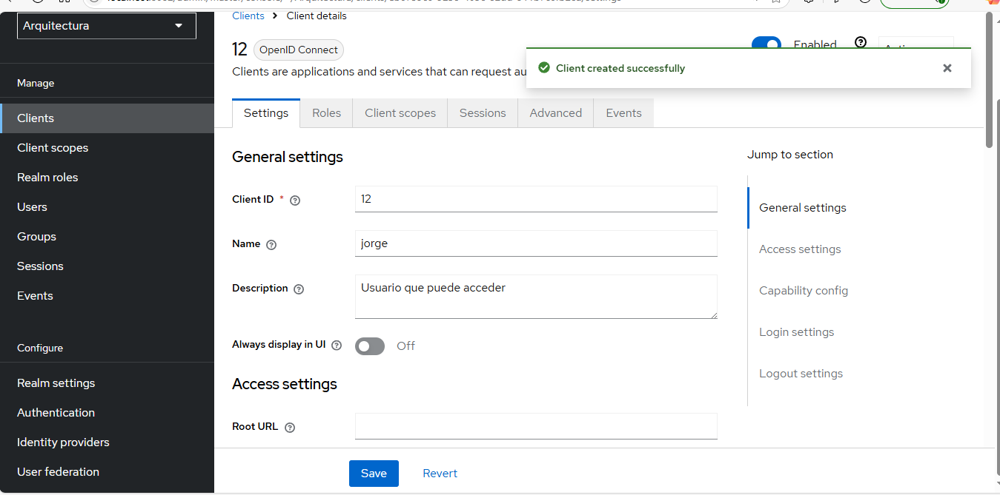 Clients > Client details
Arquitectura
12 OpenID Connect
Enabled
Clients are applications and services that can request au
Client created successfully
Manage
Clients
Client scopes
Realm roles
Users
Groups
Sessions
Events
Configure
Realm settings
Authentication
Identity providers
User federation
Settings Roles Client scopes Sessions Advanced Events
General settings
Client ID * 12
Name jorge
Description Usuario que puede acceder
Always display in UI Off
Access settings
Root URL
Save Revert
Jump to section
General settings
Access settings
Capability config
Login settings
Logout settings